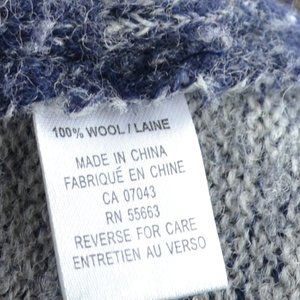 100% WOOL / LAINE
MADE IN CHINA
FABRIQUÉ EN CHINE
CA 07043
RN 55663
REVERSE FOR CARE
ENTRETIEN AU VERSO